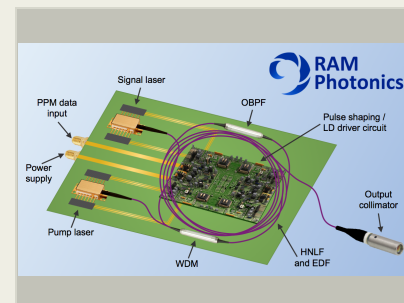 RAM
Photonics
Signal laser
OBPF
PPM data
input
Pulse shaping /
LD driver circuit
Power
supply
Output
collimator
Pump laser
WDM
HNLF
and EDF